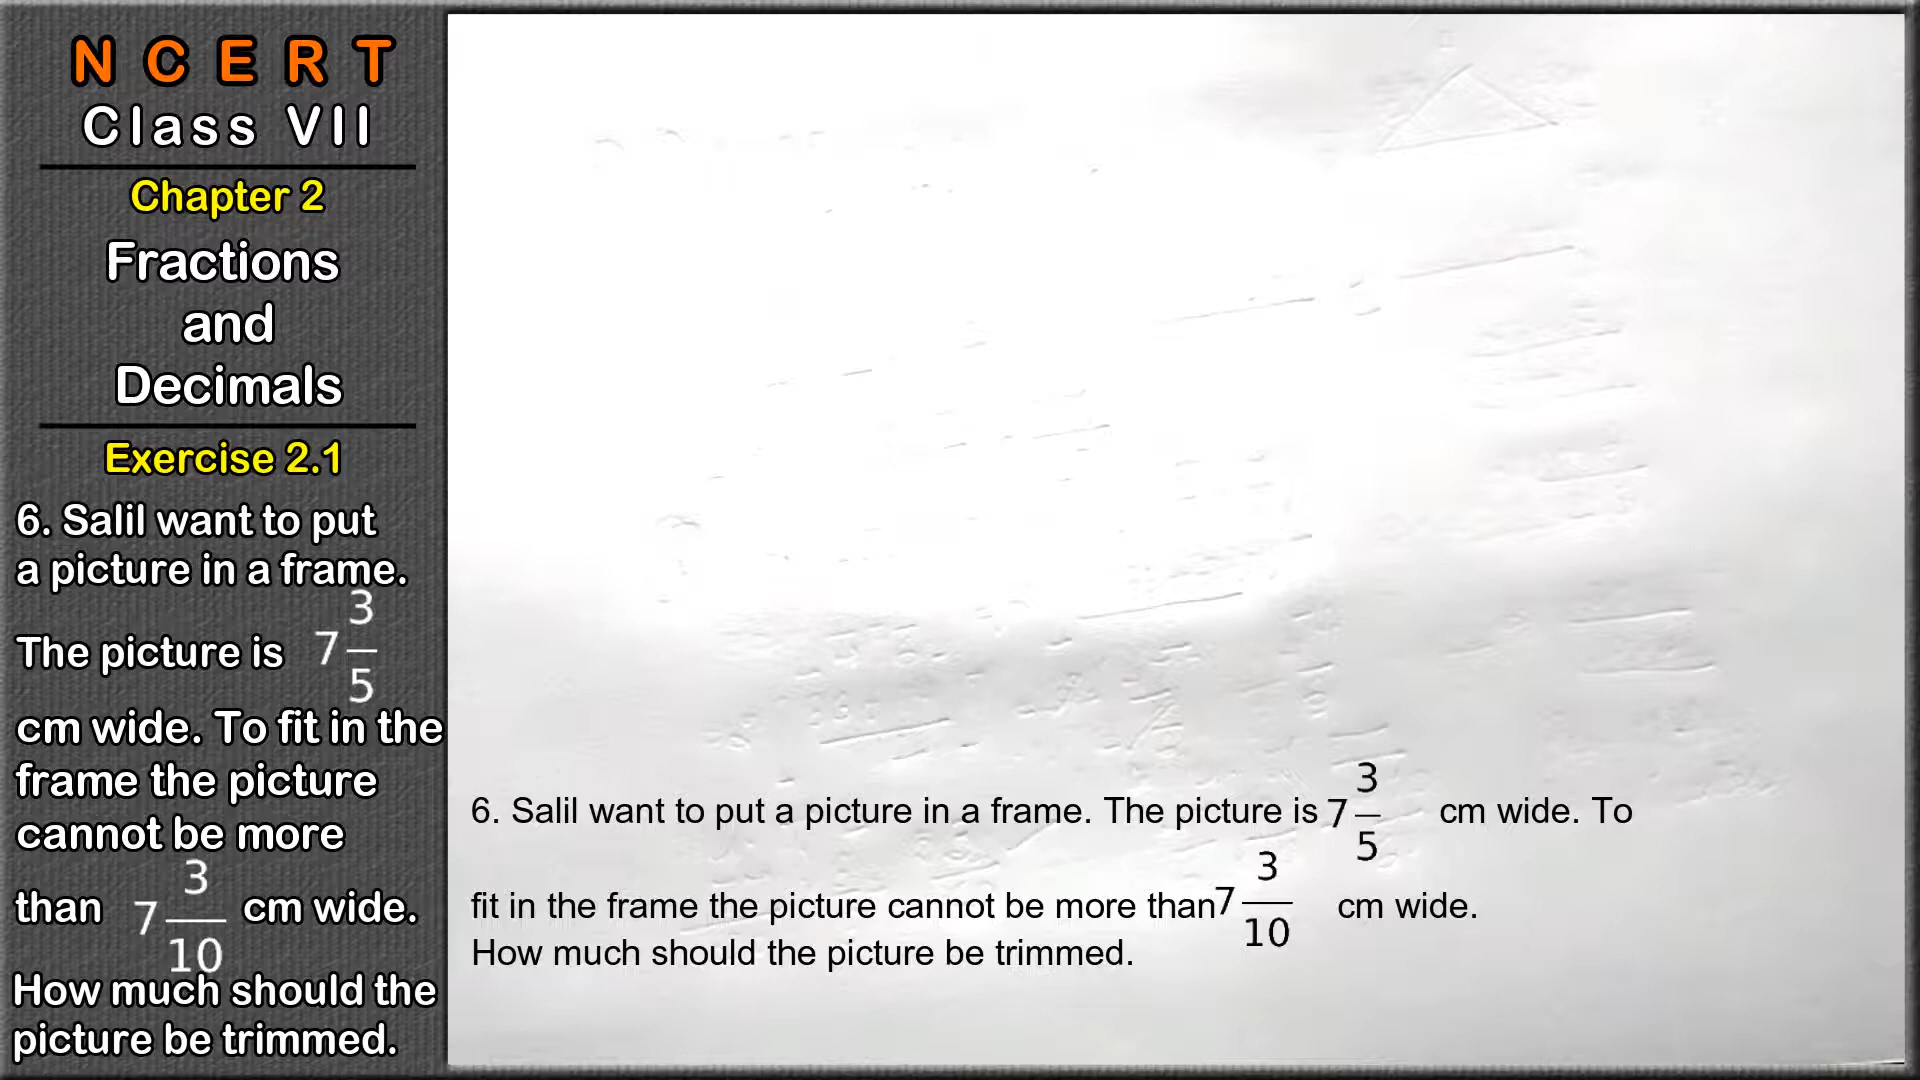 N C E R T
Class VII
Chapter 2
Fractions
and
Decimals
Exercise 2.1
6. Salil want to put
a picture in a frame.
The picture is 7 3/5
cm wide. To fit in the
frame the picture
cannot be more
than 7 3/10 cm wide.
How much should the
picture be trimmed.
6. Salil want to put a picture in a frame. The picture is 7 3/5 cm wide. To
fit in the frame the picture cannot be more than 7 3/10 cm wide.
How much should the picture be trimmed.